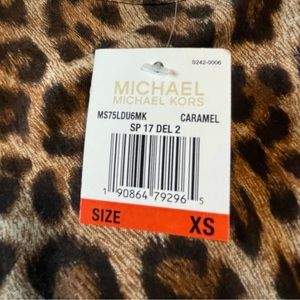 S242-0006
MICHAEL
MICHAEL KORS
MS75LDU6MK CARAMEL
SP 17 DEL 2
1 90864 79296 5
SIZE XS